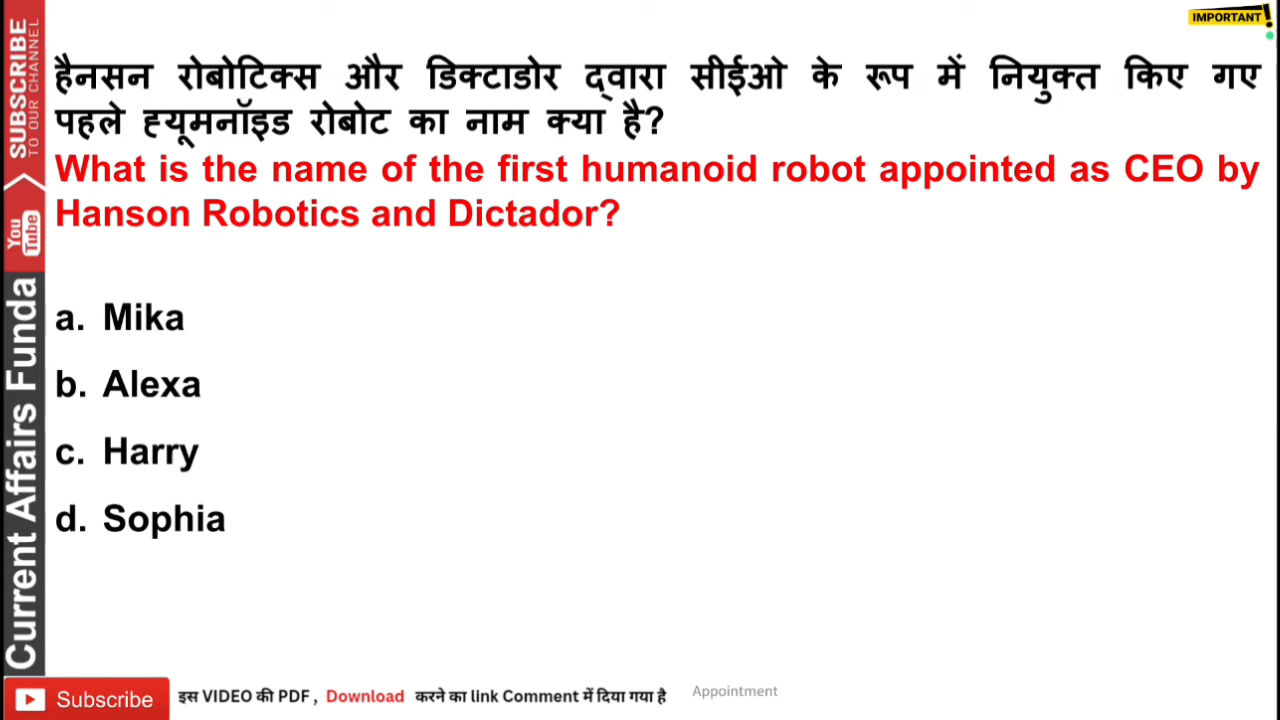 IMPORTANT
हैनसन रोबोटिक्स और डिक्टाडोर द्वारा सीईओ के रूप में नियुक्त किए गए
पहले ह्यूमनॉइड रोबोट का नाम क्या है?
What is the name of the first humanoid robot appointed as CEO by
Hanson Robotics and Dictador?
a. Mika
b. Alexa
c. Harry
d. Sophia
SUBSCRIBE
TO OUR CHANNEL
You
Tube
Current Affairs Funda
Subscribe
इस VIDEO की PDF , Download करने का link Comment में दिया गया है
Appointment